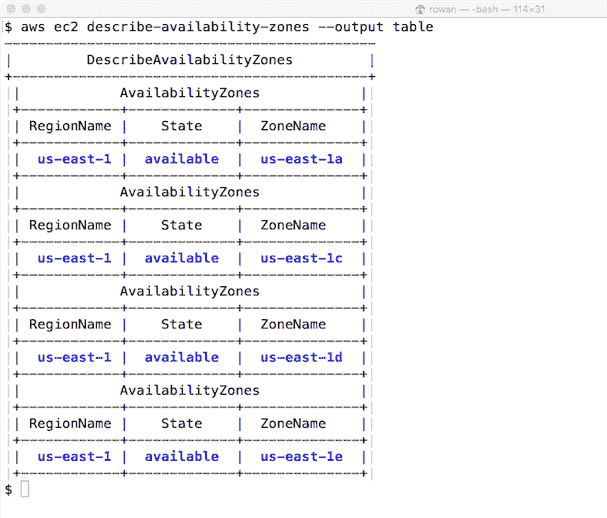 rowan — -bash — 114×31
$ aws ec2 describe-availability-zones --output table
-------------------------------------------
|         DescribeAvailabilityZones       |
+-----------------------------------------+
||           AvailabilityZones           ||
|+------------+-------------+------------+|
|| RegionName |    State    |  ZoneName  ||
|+------------+-------------+------------+|
||  us-east-1 |  available  |  us-east-1a||
|+------------+-------------+------------+|
||           AvailabilityZones           ||
|+------------+-------------+------------+|
|| RegionName |    State    |  ZoneName  ||
|+------------+-------------+------------+|
||  us-east-1 |  available  |  us-east-1c||
|+------------+-------------+------------+|
||           AvailabilityZones           ||
|+------------+-------------+------------+|
|| RegionName |    State    |  ZoneName  ||
|+------------+-------------+------------+|
||  us-east-1 |  available  |  us-east-1d||
|+------------+-------------+------------+|
||           AvailabilityZones           ||
|+------------+-------------+------------+|
|| RegionName |    State    |  ZoneName  ||
|+------------+-------------+------------+|
||  us-east-1 |  available  |  us-east-1e||
|+------------+-------------+------------+|
$